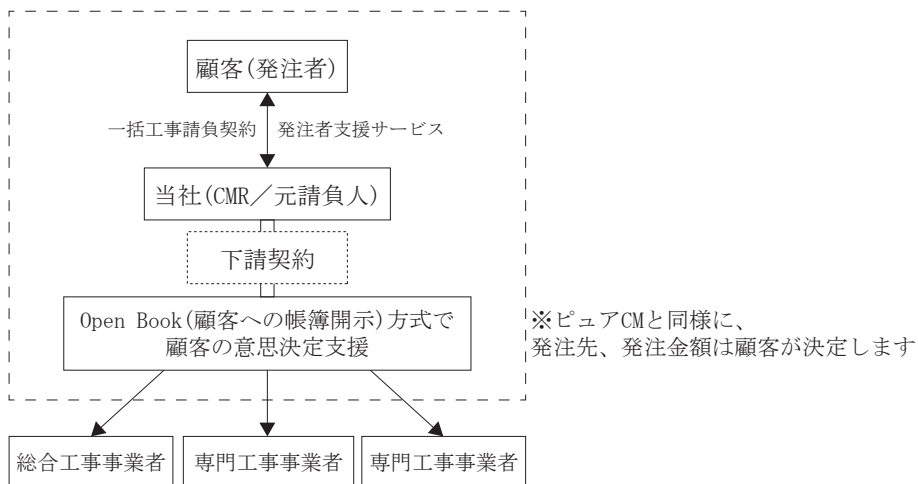 顧客(発注者)
一括工事請負契約 発注者支援サービス
当社(CMR／元請負人)
下請契約
Open Book(顧客への帳簿開示)方式で
顧客の意思決定支援
※ピュアCMと同様に、
発注先、発注金額は顧客が決定します
総合工事事業者 専門工事事業者 専門工事事業者